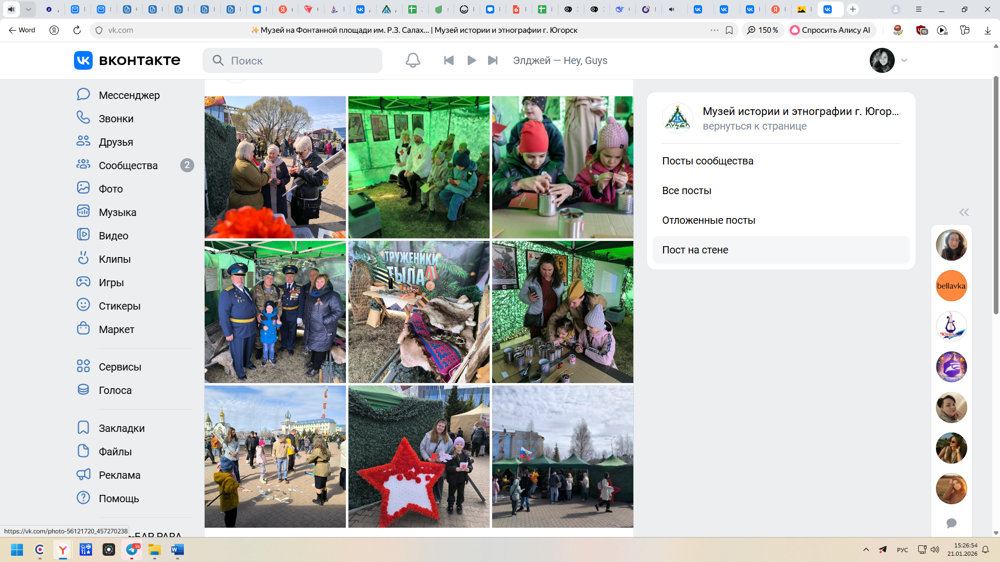 Word
vk.com
✨ Музей на Фонтанной площади им. Р.З. Салах... | Музей истории и этнографии г. Югорск
150 %
Спросить Алису AI
15
вконтакте
Поиск
Элджей — Hey, Guys
Мессенджер
Звонки
Друзья
Сообщества
2
Фото
Музыка
Видео
Клипы
Игры
Стикеры
Маркет
Сервисы
Голоса
Закладки
Файлы
Реклама
Помощь
ТРУЖЕНИКИ
ТЫЛА
МУЗЕЙ
Музей истории и этнографии г. Югор...
вернуться к странице
Посты сообщества
Все посты
Отложенные посты
Пост на стене
bellavka
https://vk.com/photo-56121720_457270238
56
РУС
15:26:54
21.01.2026